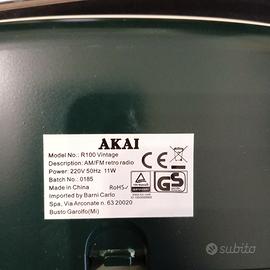 AKAI
Model No.: R100 Vintage
Description: AM/FM retro radio
Power: 220V 50Hz 11W
Batch No.: 0185
Made in China
RoHS
Imported by Barni Carlo
Spa, Via Arconate n. 63 20020
Busto Garolfo(Mi)
CE
GS
subito